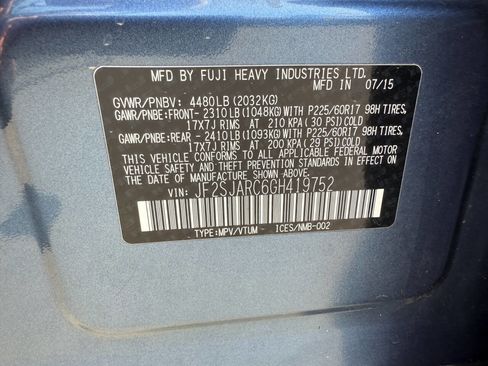 MFD BY FUJI HEAVY INDUSTRIES LTD.
MFD IN 07/15
GVWR/PNBV: 4480LB(2032KG)
GAWR/PNBE:FRONT- 2310LB(1048KG)WITH P225/60R17 98H TIRES,
17X7J RIMS AT 210 KPA(30 PSI)COLD
GAWR/PNBE:REAR - 2410LB(1093KG)WITH P225/60R17 98H TIRES,
17X7J RIMS AT 200 KPA(29 PSI)COLD
THIS VEHICLE CONFORMS TO ALL APPLICABLE FEDERAL MOTOR
VEHICLE SAFETY, BUMPER, AND THEFT PREVENTION STANDARDS
IN EFFECT ON THE DATE OF MANUFACTURE SHOWN ABOVE.
VIN: JF2SJARC6GH419752
TYPE:MPV/VTUM ICES/NMB-002